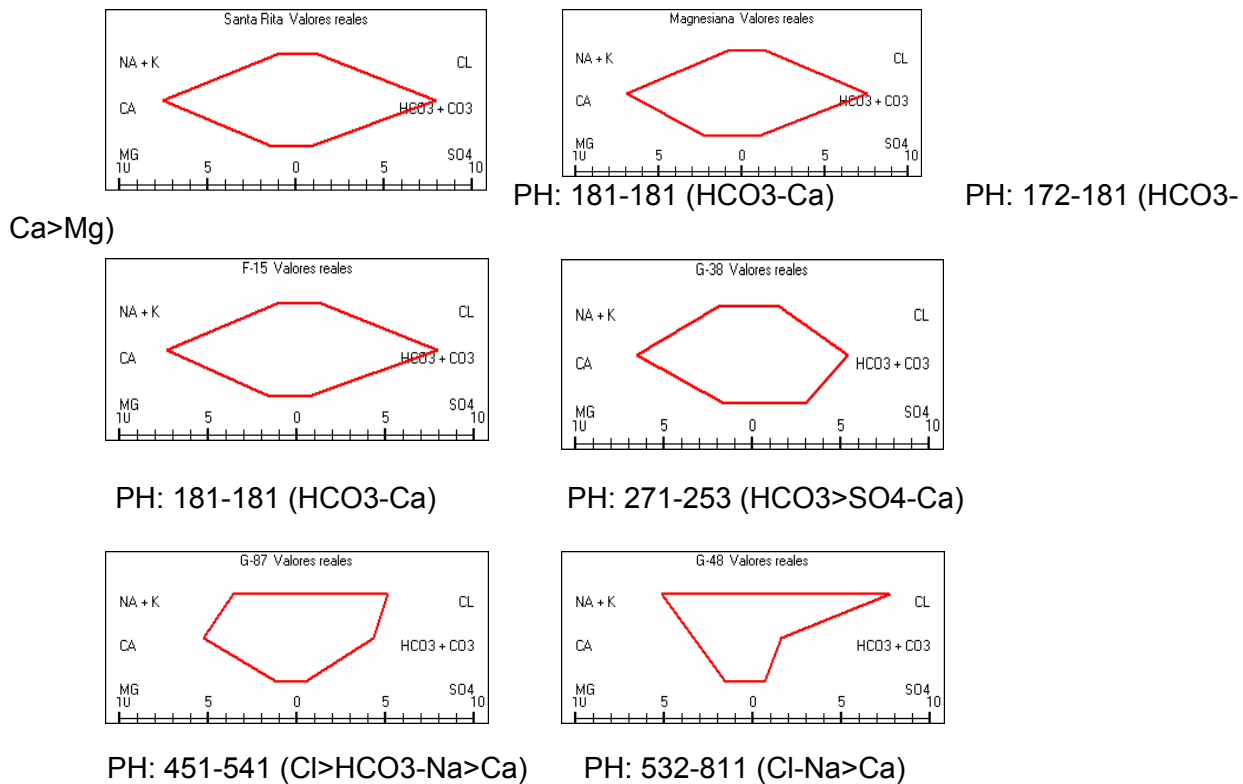 Santa Rita Valores reales
NA + K CL
CA HCO3 + CO3
MG SO4
10 5 0 5 10
Magnesiana Valores reales
NA + K CL
CA HCO3 + CO3
MG SO4
10 5 0 5 10
PH: 181-181 (HCO3-Ca) PH: 172-181 (HCO3-
Ca>Mg)
F-15 Valores reales
NA + K CL
CA HCO3 + CO3
MG SO4
10 5 0 5 10
G-38 Valores reales
NA + K CL
CA HCO3 + CO3
MG SO4
10 5 0 5 10
PH: 181-181 (HCO3-Ca) PH: 271-253 (HCO3>SO4-Ca)
G-87 Valores reales
NA + K CL
CA HCO3 + CO3
MG SO4
10 5 0 5 10
G-48 Valores reales
NA + K CL
CA HCO3 + CO3
MG SO4
10 5 0 5 10
PH: 451-541 (Cl>HCO3-Na>Ca) PH: 532-811 (Cl-Na>Ca)